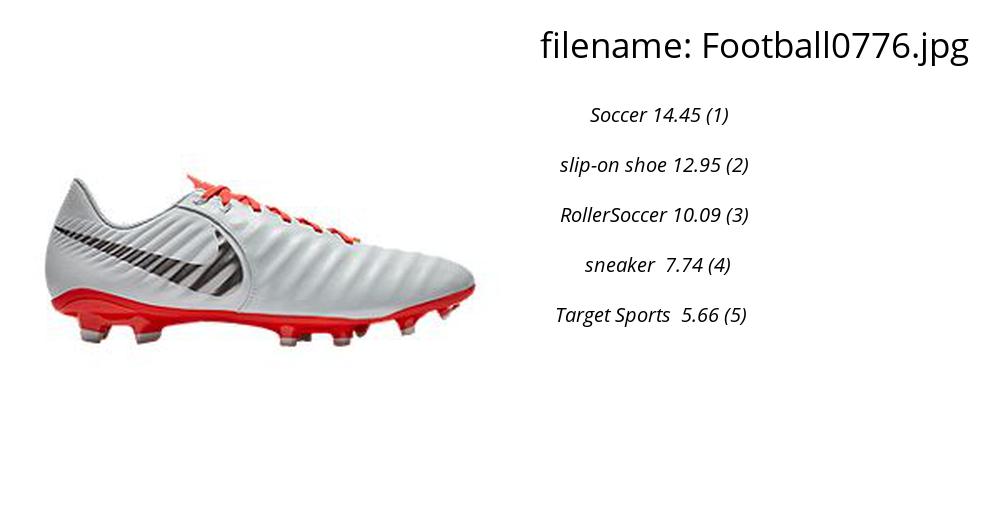 filename: Football0776.jpg
Soccer 14.45 (1)
slip-on shoe 12.95 (2)
RollerSoccer 10.09 (3)
sneaker 7.74 (4)
Target Sports 5.66 (5)